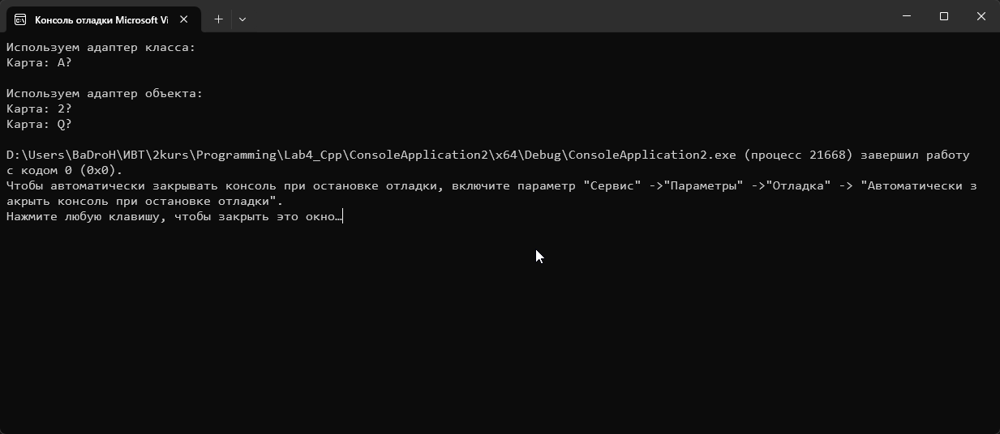 Консоль отладки Microsoft Vi
Используем адаптер класса:
Карта: A?
Используем адаптер объекта:
Карта: 2?
Карта: Q?
D:\Users\BaDroH\ИВТ\2kurs\Programming\Lab4_Cpp\ConsoleApplication2\x64\Debug\ConsoleApplication2.exe (процесс 21668) завершил работу
с кодом 0 (0x0).
Чтобы автоматически закрывать консоль при остановке отладки, включите параметр "Сервис" ->"Параметры" ->"Отладка" -> "Автоматически з
акрыть консоль при остановке отладки".
Нажмите любую клавишу, чтобы закрыть это окно…